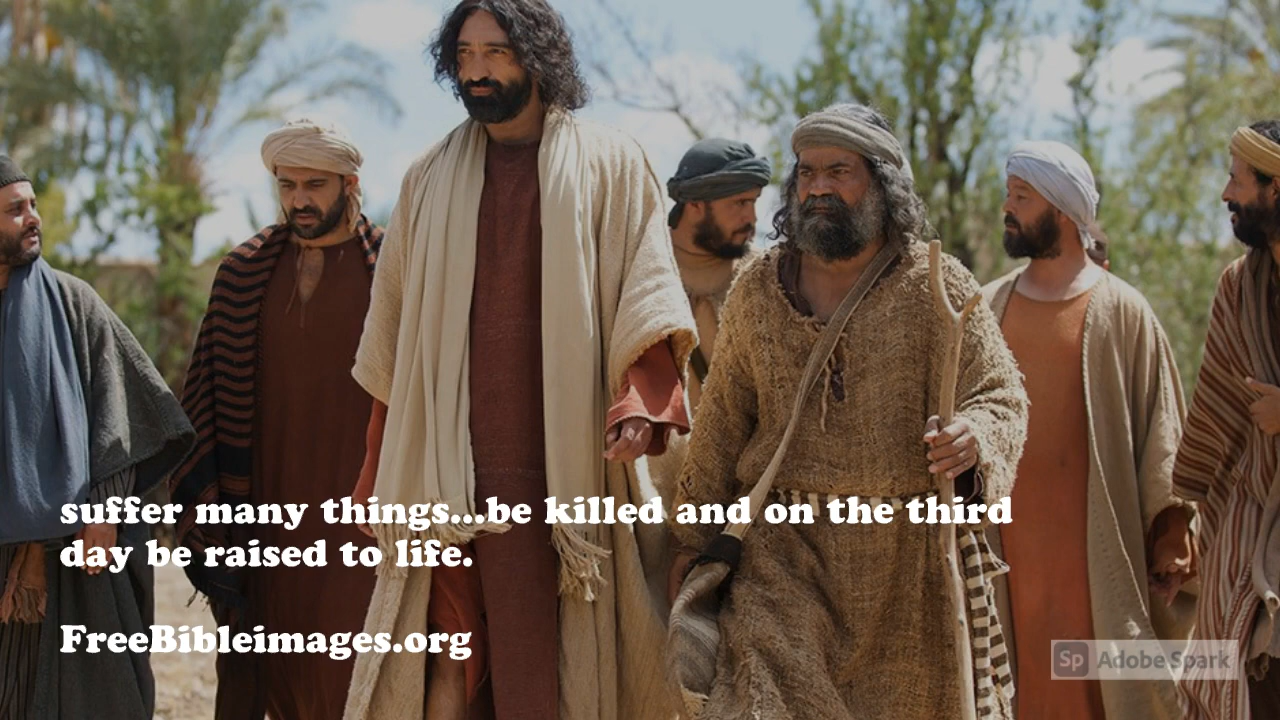 suffer many things...be killed and on the third
day be raised to life.
FreeBibleimages.org
Sp Adobe Spark